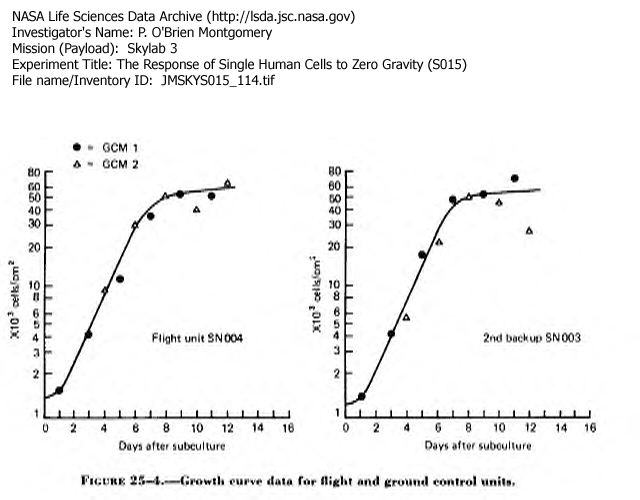 NASA Life Sciences Data Archive (http://lsda.jsc.nasa.gov)
Investigator's Name: P. O'Brien Montgomery
Mission (Payload):  Skylab 3
Experiment Title: The Response of Single Human Cells to Zero Gravity (S015)
File name/Inventory ID:  JMSKYS015_114.tif
● = GCM 1
△ = GCM 2
80
60
50
40
30
20
10
8
6
5
4
3
2
1
X10³ cells/cm²
Flight unit SN004
0 2 4 6 8 10 12 14 16
Days after subculture
80
60
50
40
30
20
10
8
6
5
4
3
2
1
X10³ cells/cm²
2nd backup SN003
0 2 4 6 8 10 12 14 16
Days after subculture
FIGURE 25–4.—Growth curve data for flight and ground control units.